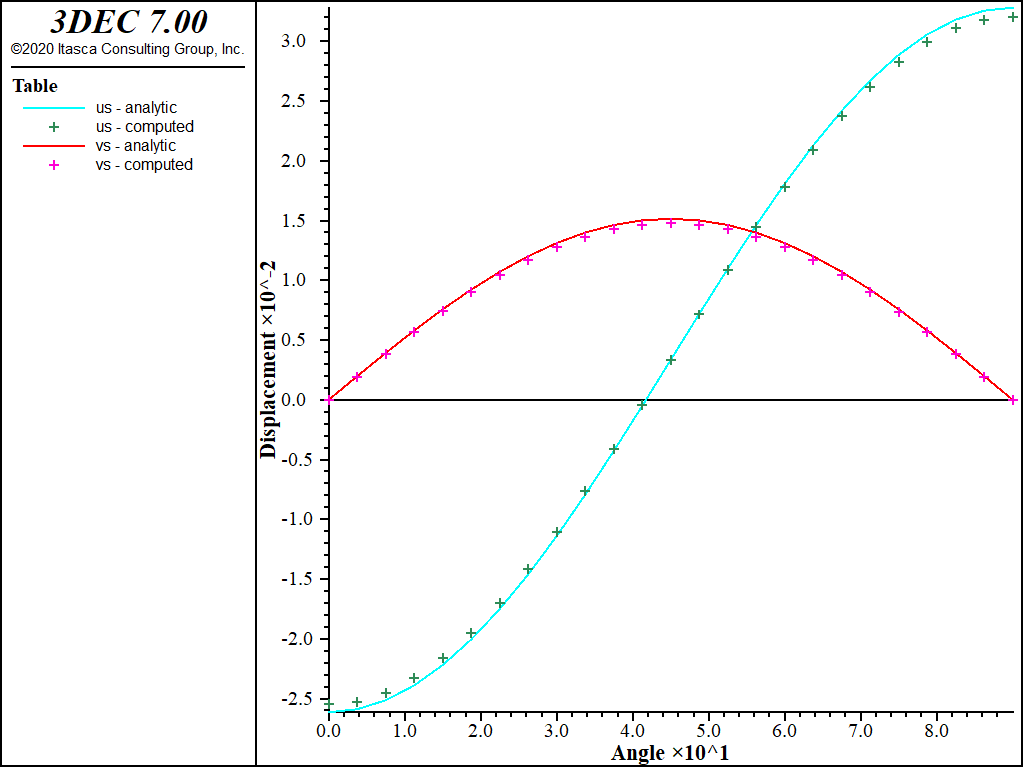 3DEC 7.00
©2020 Itasca Consulting Group, Inc.
Table
us - analytic
us - computed
vs - analytic
vs - computed
Displacement ×10^-2
3.0
2.5
2.0
1.5
1.0
0.5
0.0
-0.5
-1.0
-1.5
-2.0
-2.5
0.0 1.0 2.0 3.0 4.0 5.0 6.0 7.0 8.0
Angle ×10^1